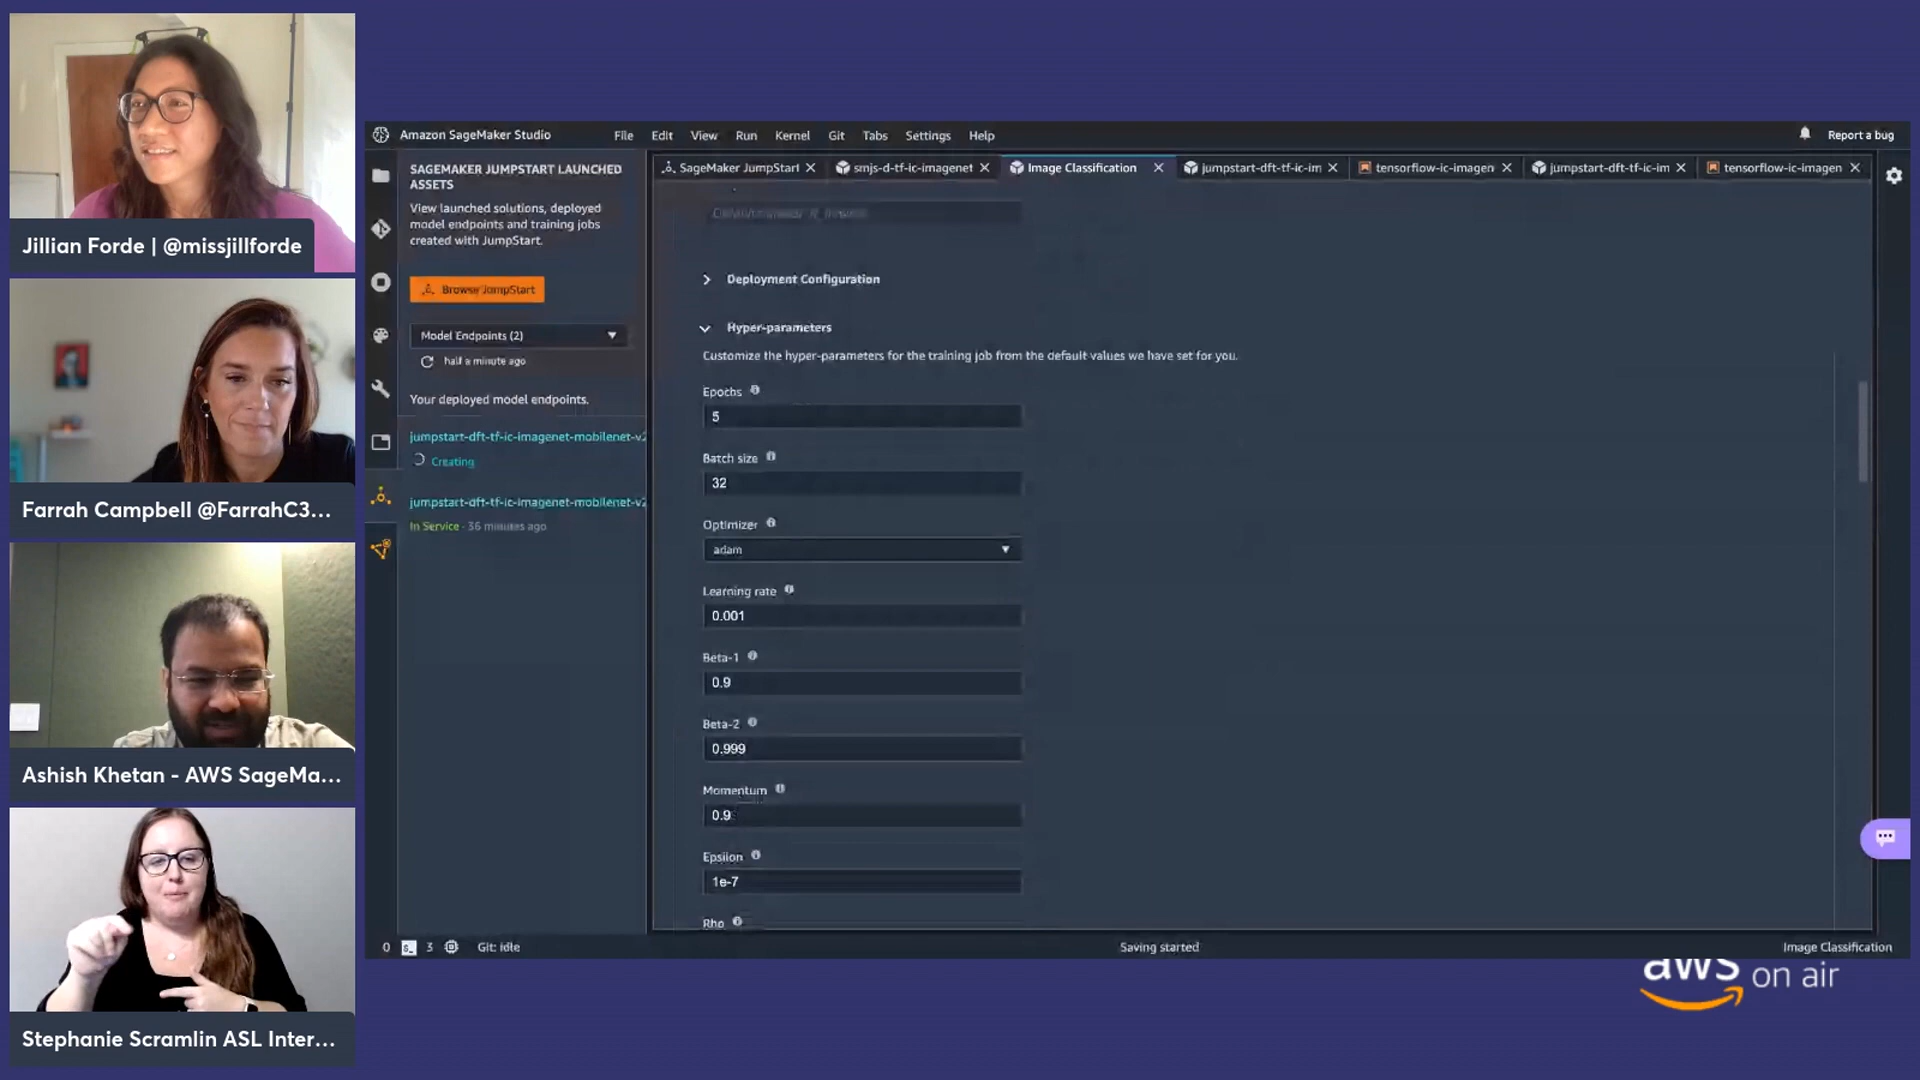 Jillian Forde | @missjillforde
Farrah Campbell @FarrahC3...
Ashish Khetan - AWS SageMa...
Stephanie Scramlin ASL Inter...
Amazon SageMaker Studio
File Edit View Run Kernel Git Tabs Settings Help
Report a bug
SAGEMAKER JUMPSTART LAUNCHED
ASSETS
View launched solutions, deployed
model endpoints and training jobs
created with JumpStart.
Browse JumpStart
Model Endpoints (2)
half a minute ago
Your deployed model endpoints.
jumpstart-dft-tf-ic-imagenet-mobilenet-v2
Creating
jumpstart-dft-tf-ic-imagenet-mobilenet-v2
In Service - 36 minutes ago
SageMaker JumpStart
smjs-d-tf-ic-imagenet
Image Classification
jumpstart-dft-tf-ic-im
tensorflow-ic-imagen
jumpstart-dft-tf-ic-im
tensorflow-ic-imagen
Deployment Configuration
Hyper-parameters
Customize the hyper-parameters for the training job from the default values we have set for you.
Epochs
5
Batch size
32
Optimizer
adam
Learning rate
0.001
Beta-1
0.9
Beta-2
0.999
Momentum
0.9
Epsilon
1e-7
Rho
0 3 Git: idle
Saving started
Image Classification
aws on air